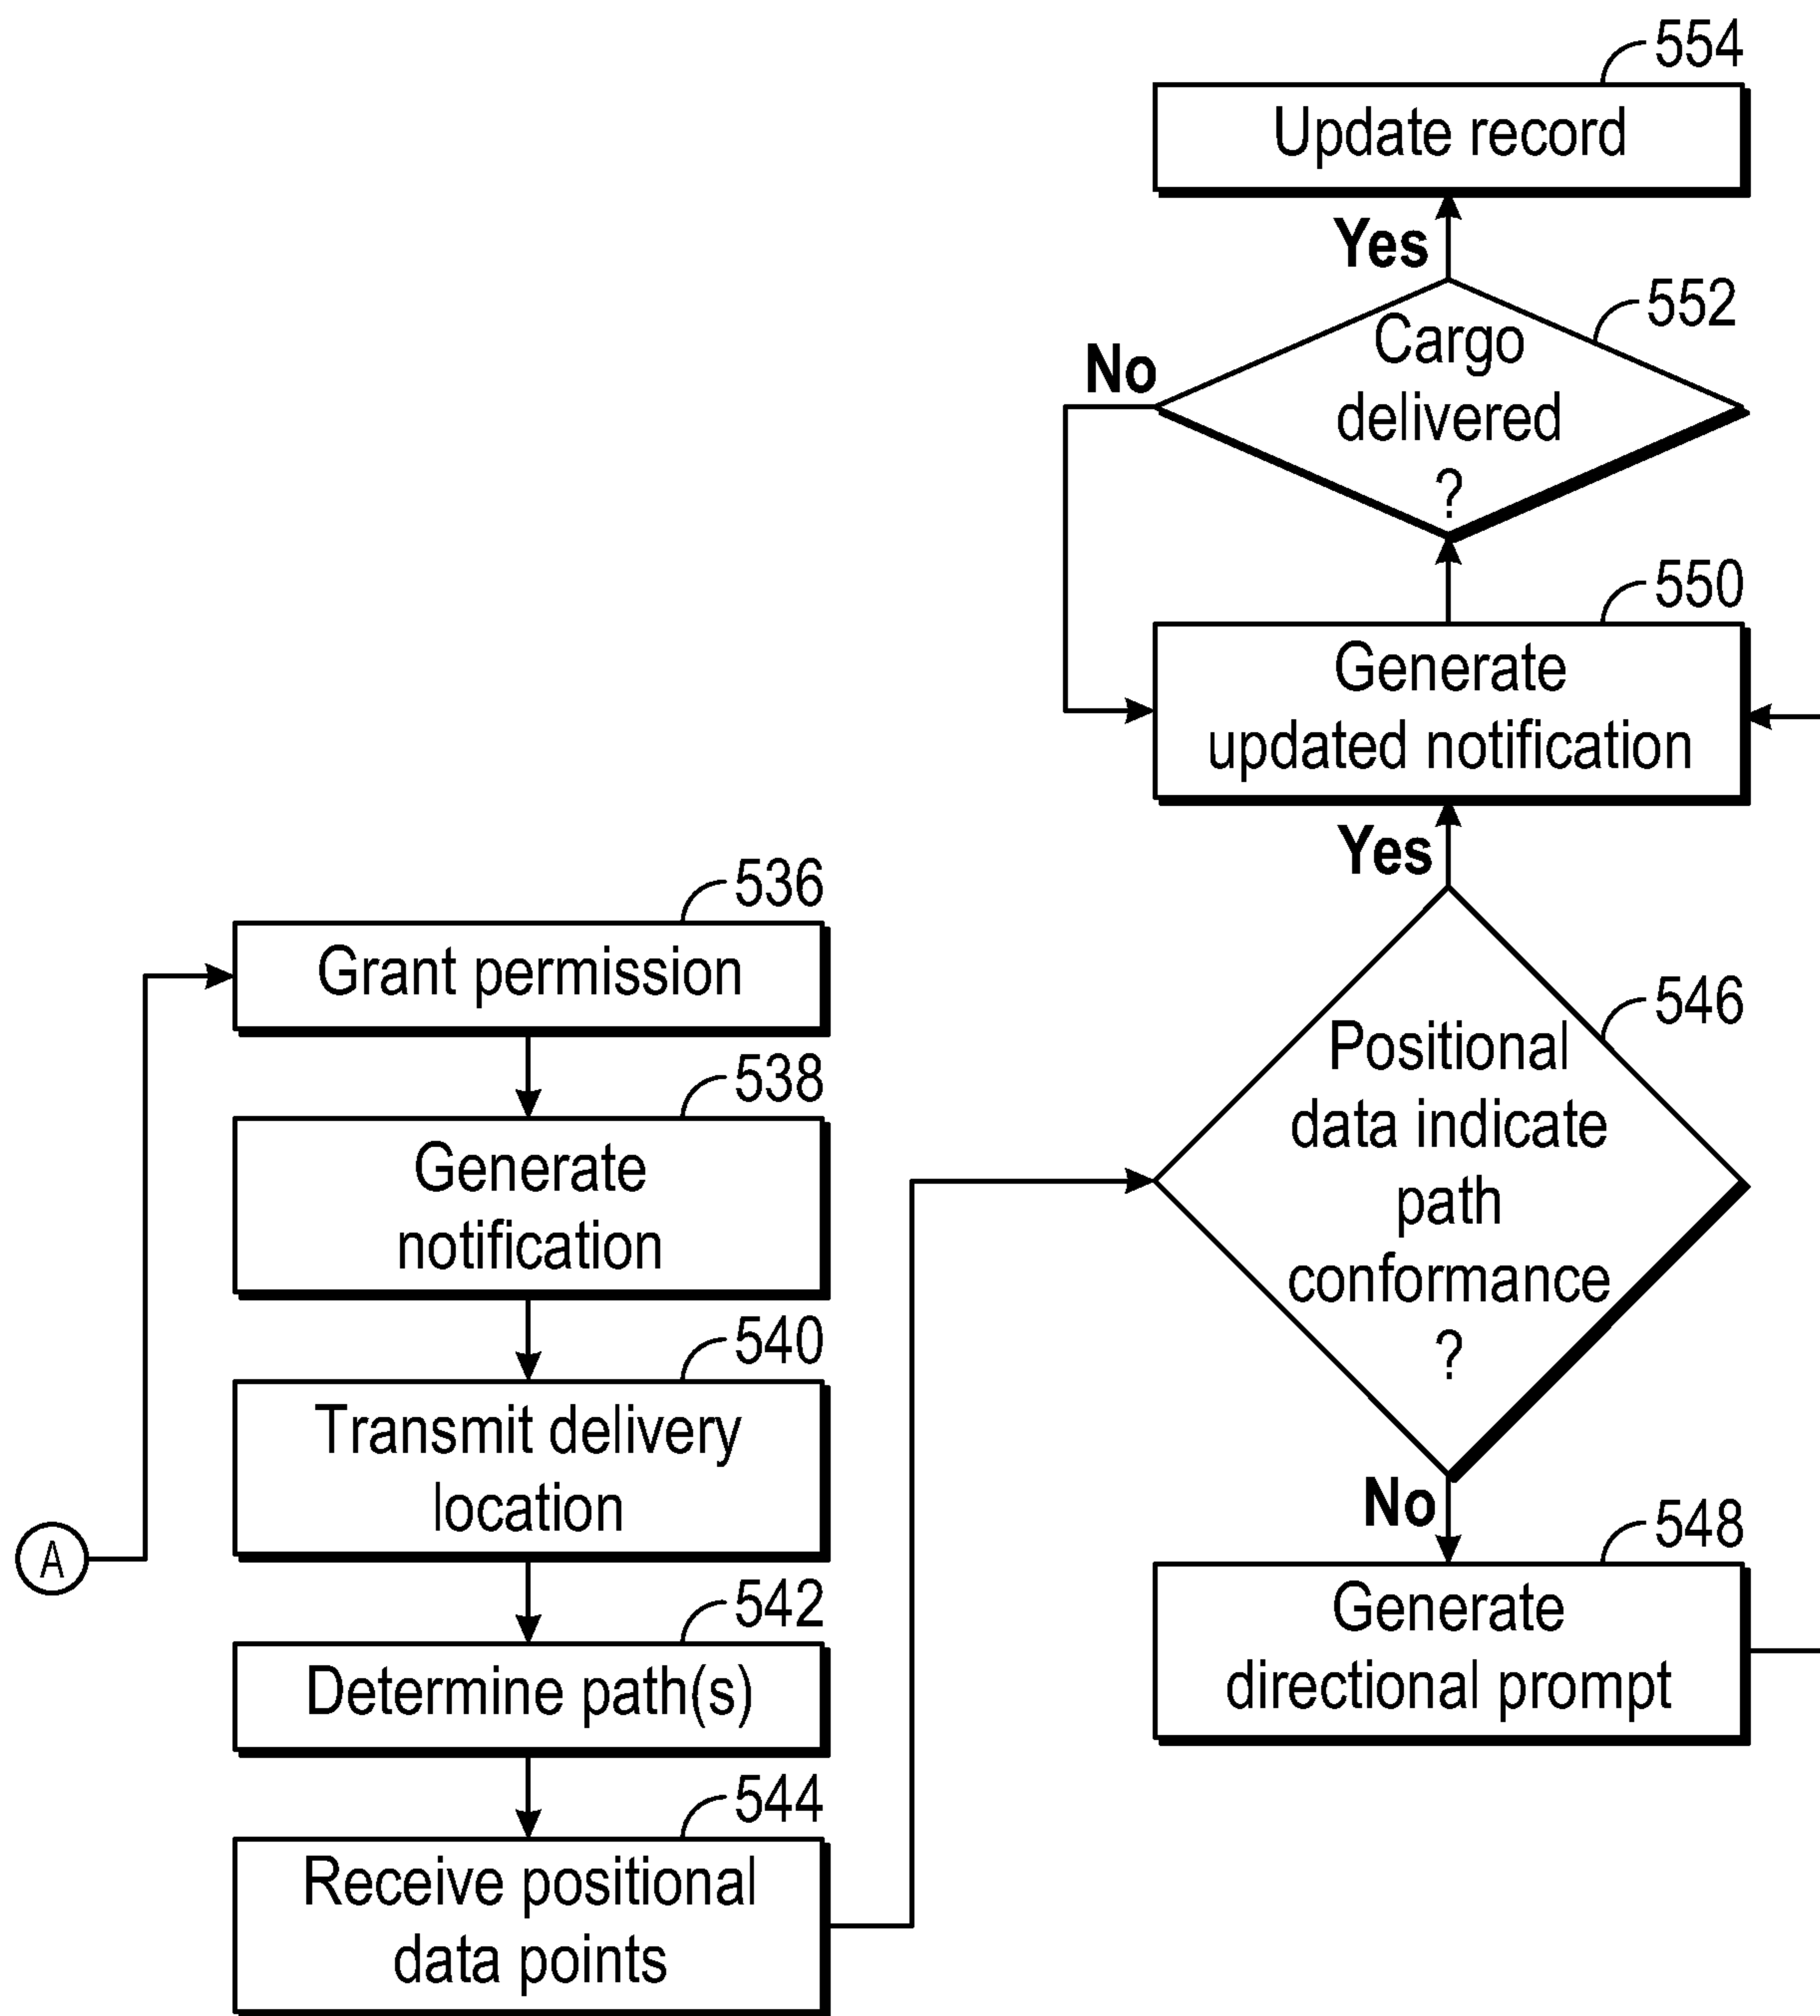 554
Update record
Yes
552
Cargo
delivered
?
No
550
Generate
updated notification
Yes
536
Grant permission
538
Generate
notification
540
Transmit delivery
location
A
542
Determine path(s)
544
Receive positional
data points
546
Positional
data indicate
path
conformance
?
No
548
Generate
directional prompt